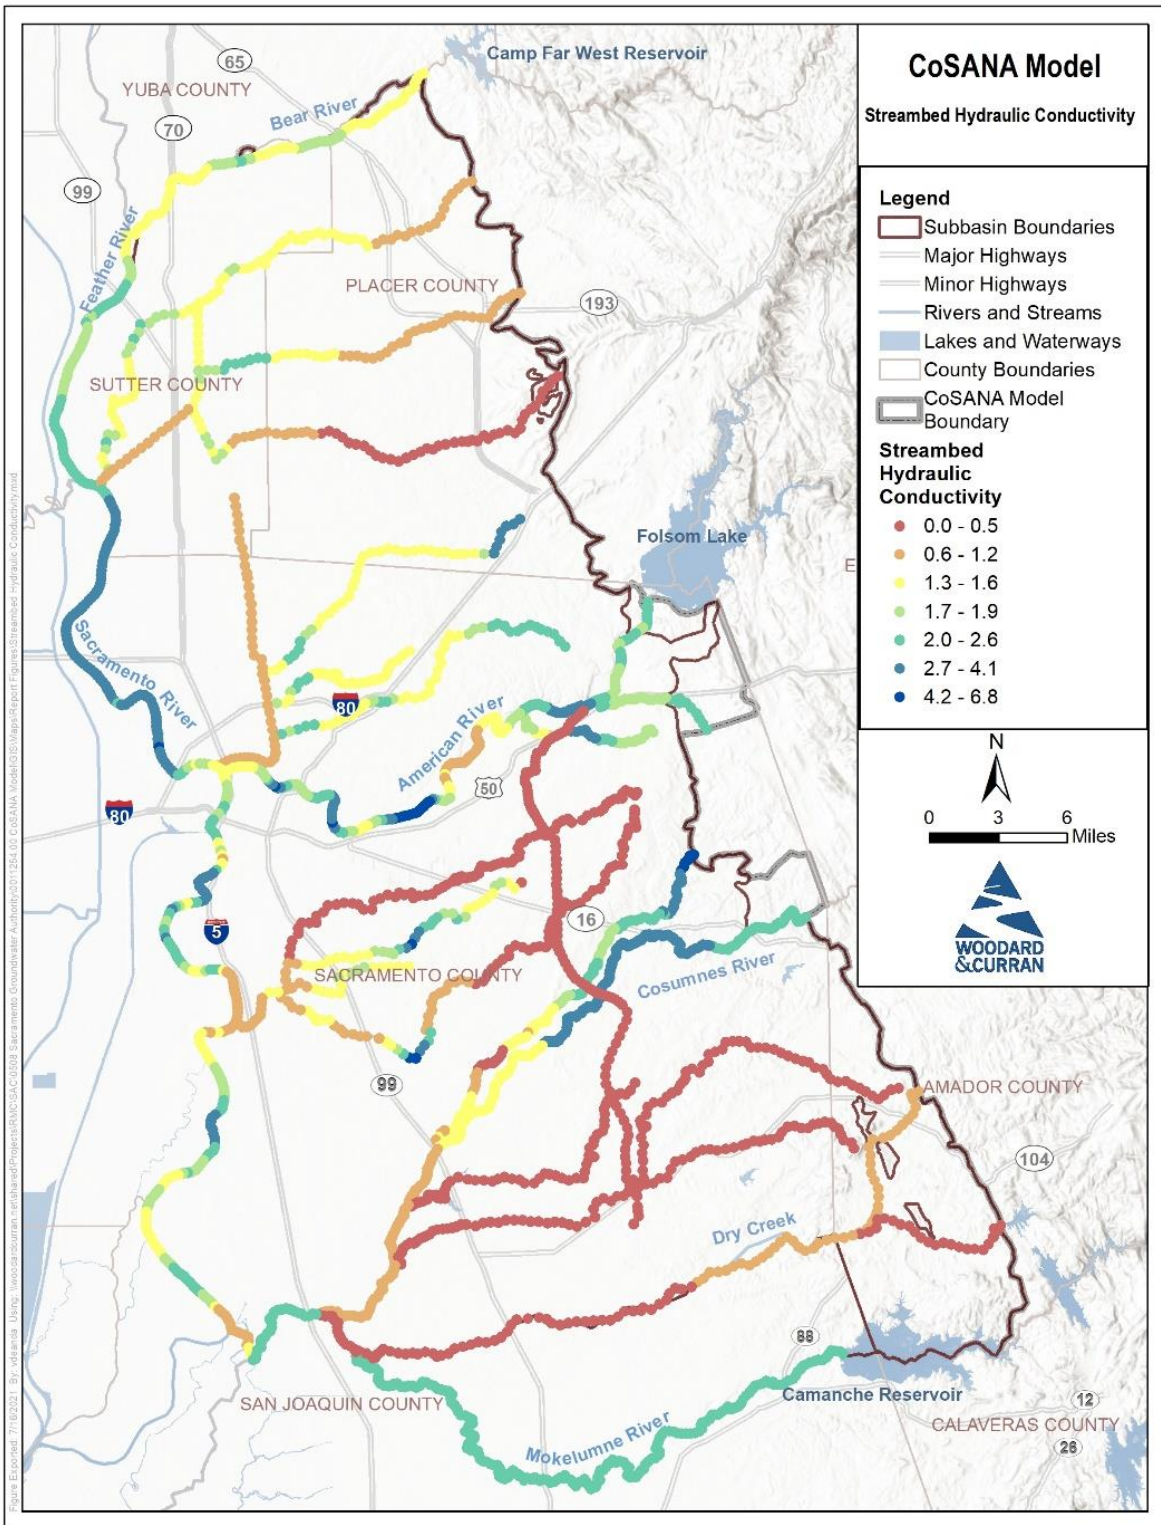 CoSANA Model
Streambed Hydraulic Conductivity
Legend
Subbasin Boundaries
Major Highways
Minor Highways
Rivers and Streams
Lakes and Waterways
County Boundaries
CoSANA Model
Boundary
Streambed
Hydraulic
Conductivity
0.0 - 0.5
0.6 - 1.2
1.3 - 1.6
1.7 - 1.9
2.0 - 2.6
2.7 - 4.1
4.2 - 6.8
N
0 3 6
Miles
WOODARD
&CURRAN
Camp Far West Reservoir
65
YUBA COUNTY
Bear River
70
99
Feather River
PLACER COUNTY
193
SUTTER COUNTY
Folsom Lake
E
Sacramento River
80
American River
50
80
16
5
SACRAMENTO COUNTY
Cosumnes River
99
AMADOR COUNTY
104
Dry Creek
88
SAN JOAQUIN COUNTY
Camanche Reservoir
12
CALAVERAS COUNTY
26
Mokelumne River